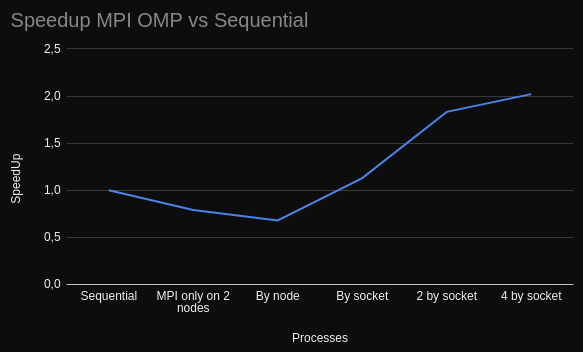 Speedup MPI OMP vs Sequential
2,5
2,0
1,5
1,0
0,5
0,0
SpeedUp
Sequential
MPI only on 2
nodes
By node
By socket
2 by socket
4 by socket
Processes